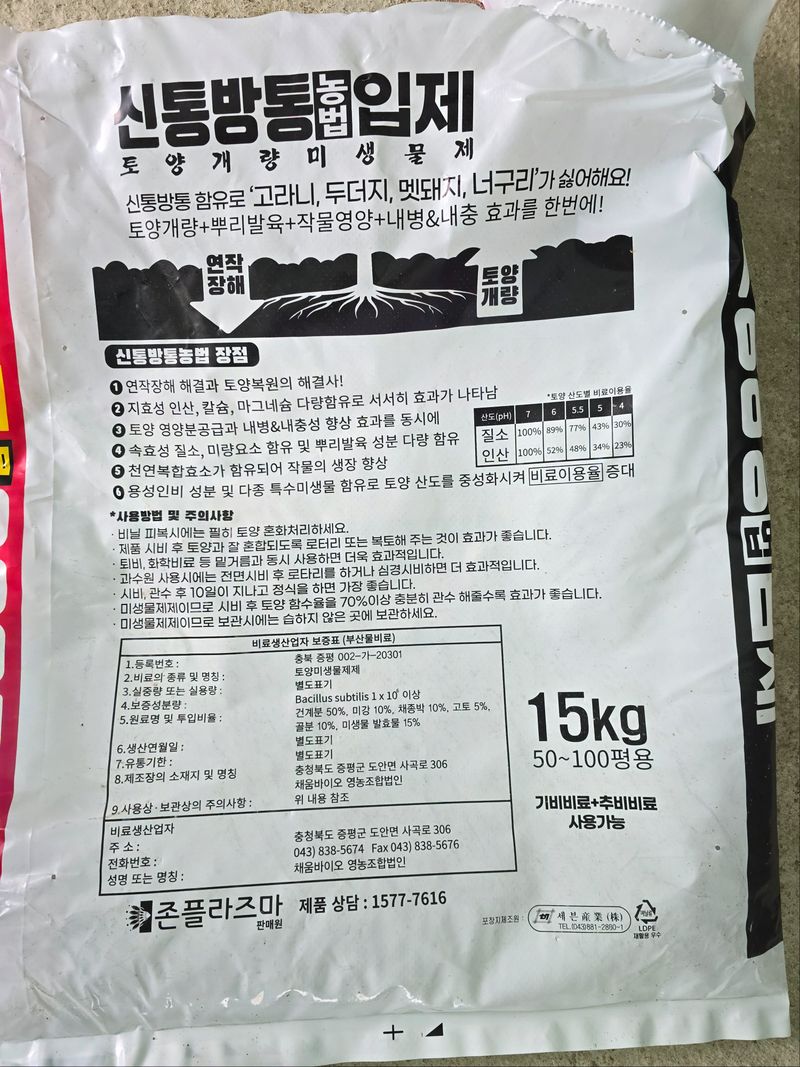 신통방통농법입제
토양개량미생물제
신통방통 함유로 '고라니, 두더지, 멧돼지, 너구리'가 싫어해요!
토양개량+뿌리발육+작물영양+내병&내충 효과를 한번에!
연작
장해
토양
개량
신통방통농법 장점
❶ 연작장해 해결과 토양복원의 해결사!
❷ 지효성 인산, 칼슘, 마그네슘 다량함유로 서서히 효과가 나타남
❸ 토양 영양분공급과 내병&내충성 향상 효과를 동시에
❹ 속효성 질소, 미량요소 함유 및 뿌리발육 성분 다량 함유
❺ 천연복합효소가 함유되어 작물의 생장 향상
❻ 용성인비 성분 및 다종 특수미생물 함유로 토양 산도를 중성화시켜 비료이용율 증대
*토양 산도별 비료이용율
산도(pH) 7 6 5.5 5 4
질소 100% 89% 77% 43% 30%
인산 100% 52% 48% 34% 23%
*사용방법 및 주의사항
· 비닐 피복시에는 필히 토양 혼화처리하세요.
· 제품 시비 후 토양과 잘 혼합되도록 로터리 또는 복토해 주는 것이 효과가 좋습니다.
· 퇴비, 화학비료 등 밑거름과 동시 사용하면 더욱 효과적입니다.
· 과수원 사용시에는 전면시비 후 로타리를 하거나 심경시비하면 더 효과적입니다.
· 시비, 관수 후 10일이 지나고 정식을 하면 가장 좋습니다.
· 미생물제제이므로 시비 후 토양 함수율을 70%이상 충분히 관수 해줄수록 효과가 좋습니다.
· 미생물제제이므로 보관시에는 습하지 않은 곳에 보관하세요.
비료생산업자 보증표 (부산물비료)
1.등록번호 : 충북 증평 002-가-20301
2.비료의 종류 및 명칭 : 토양미생물제제
3.실중량 또는 실용량 : 별도표기
4.보증성분량 : Bacillus subtilis 1 x 10 이상
5.원료명 및 투입비율 : 건계분 50%, 미강 10%, 채종박 10%, 고토 5%,
골분 10%, 미생물 발효물 15%
6.생산연월일 : 별도표기
7.유통기한 : 별도표기
8.제조장의 소재지 및 명칭 충청북도 증평군 도안면 사곡로 306
채움바이오 영농조합법인
9.사용상·보관상의 주의사항 : 위 내용 참조
비료생산업자
주 소 : 충청북도 증평군 도안면 사곡로 306
전화번호 : 043) 838-5674 Fax 043) 838-5676
성명 또는 명칭 : 채움바이오 영농조합법인
15kg
50~100평용
기비비료+추비비료
사용가능
존플라즈마
판매원
제품 상담 : 1577-7616
포장지제조원 :
세븐産業(株)
TEL.(043)881-2880~1
LDPE
재활용 우수